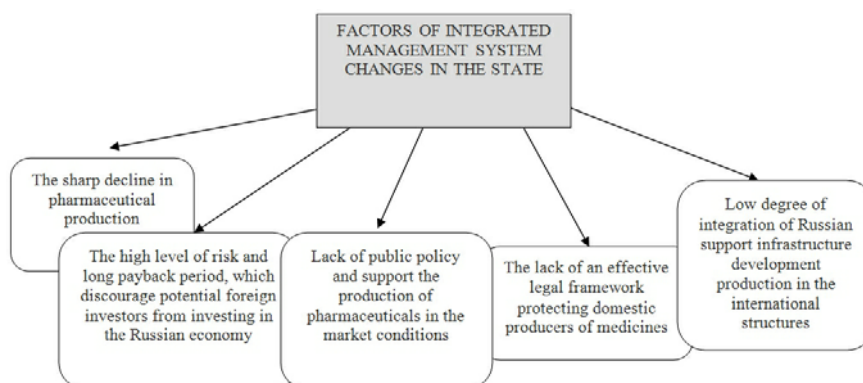 FACTORS OF INTEGRATED
MANAGEMENT SYSTEM
CHANGES IN THE STATE
The sharp decline in
pharmaceutical
production
The high level of risk and
long payback period, which
discourage potential foreign
investors from investing in
the Russian economy
Lack of public policy
and support the
production of
pharmaceuticals in the
market conditions
The lack of an effective
legal framework
protecting domestic
producers of medicines
Low degree of
integration of Russian
support infrastructure
development
production in the
international
structures